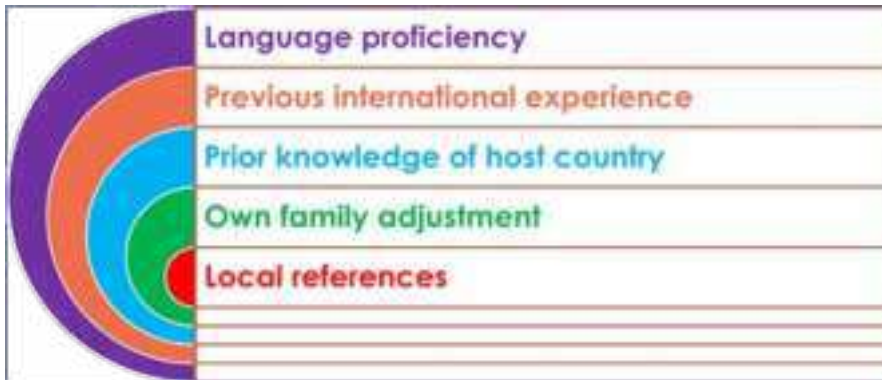 Language proficiency
Previous international experience
Prior knowledge of host country
Own family adjustment
Local references